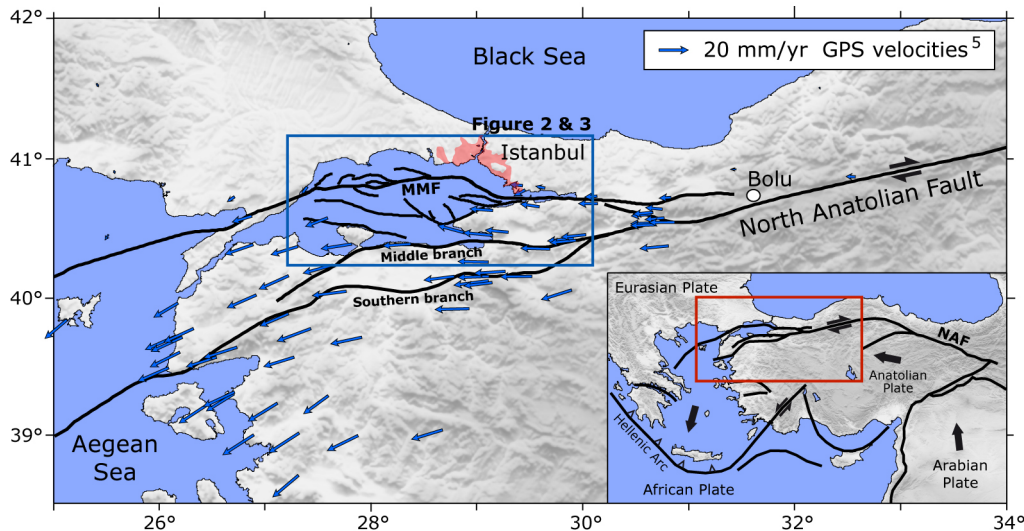 42°
41°
40°
39°
26°
28°
30°
32°
34°
Black Sea
20 mm/yr GPS velocities5
Figure 2 & 3
Istanbul
MMF
Bolu
North Anatolian Fault
Middle branch
Southern branch
Aegean
Sea
Eurasian Plate
NAF
Anatolian
Plate
Hellenic Arc
African Plate
Arabian
Plate